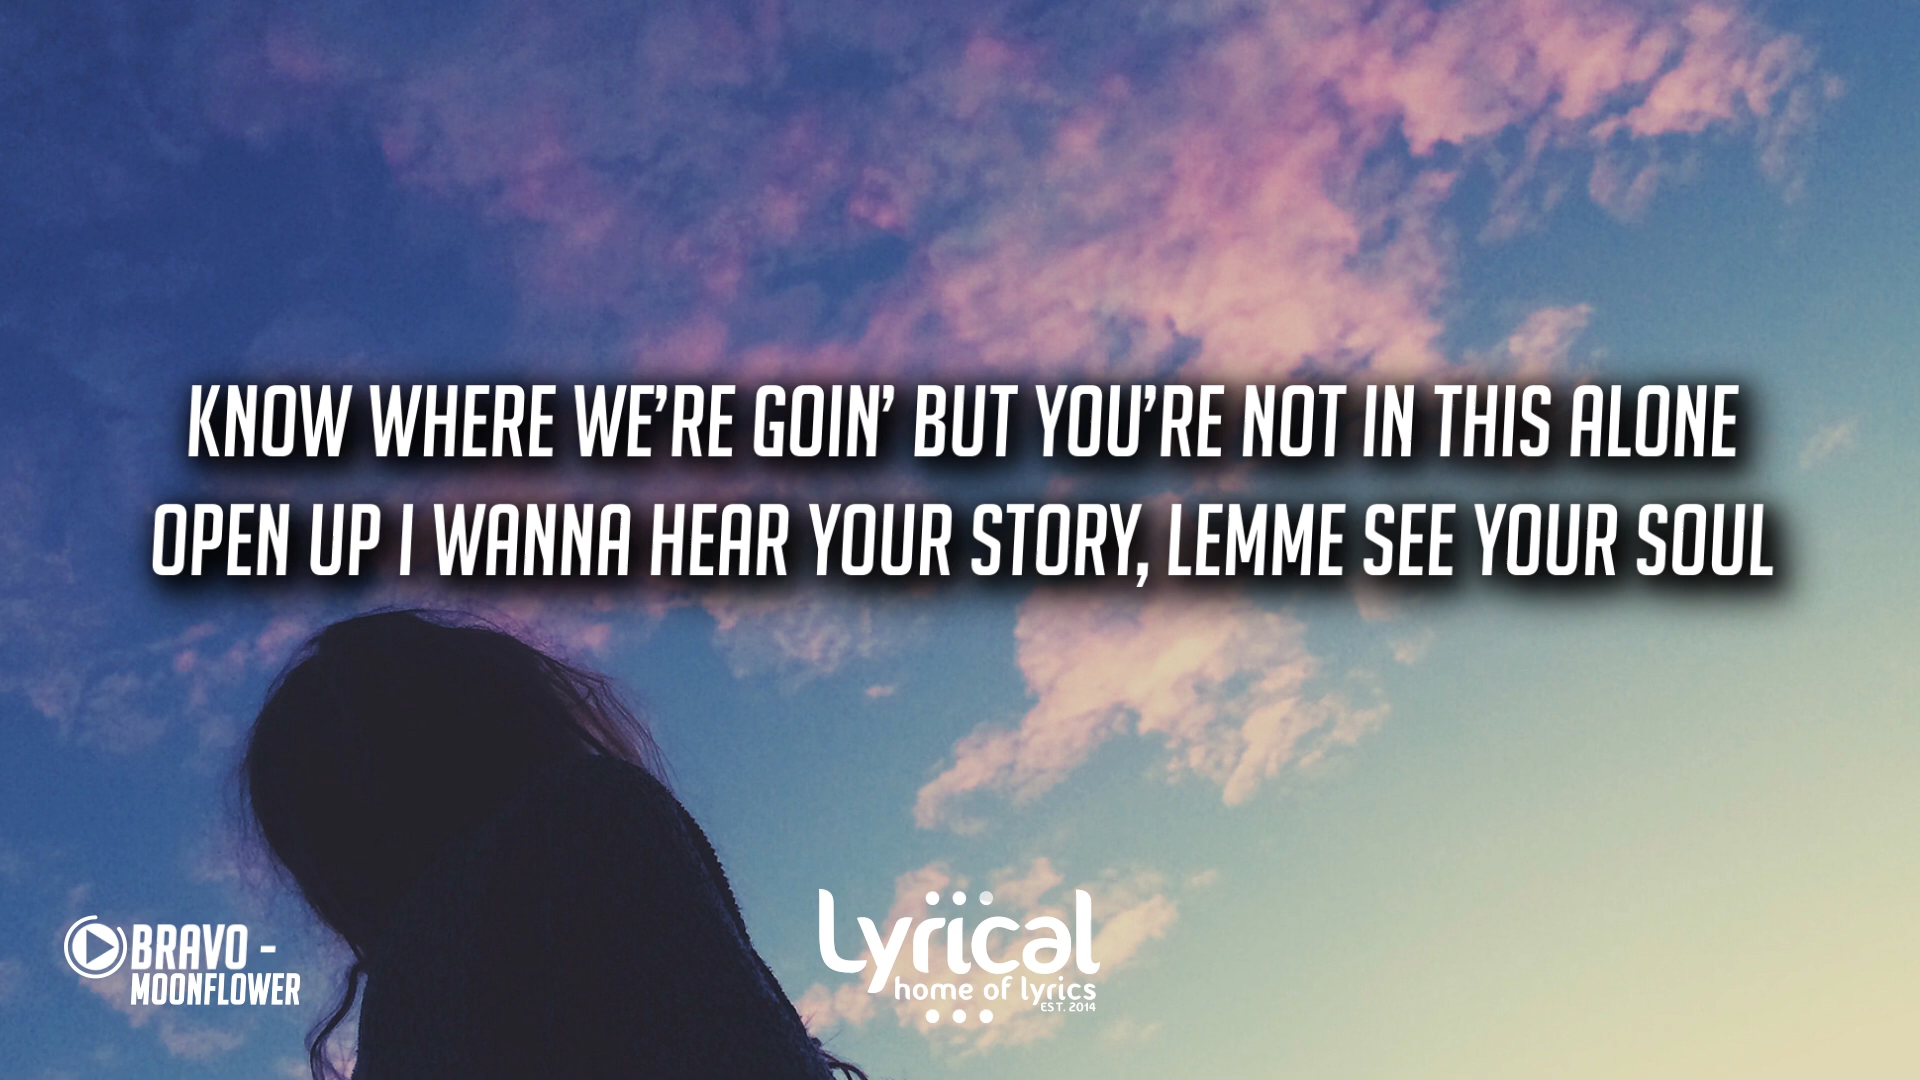 KNOW WHERE WE’RE GOIN’ BUT YOU’RE NOT IN THIS ALONE
OPEN UP I WANNA HEAR YOUR STORY, LEMME SEE YOUR SOUL
BRAVO -
MOONFLOWER
Lyrical
home of lyrics
EST. 2014